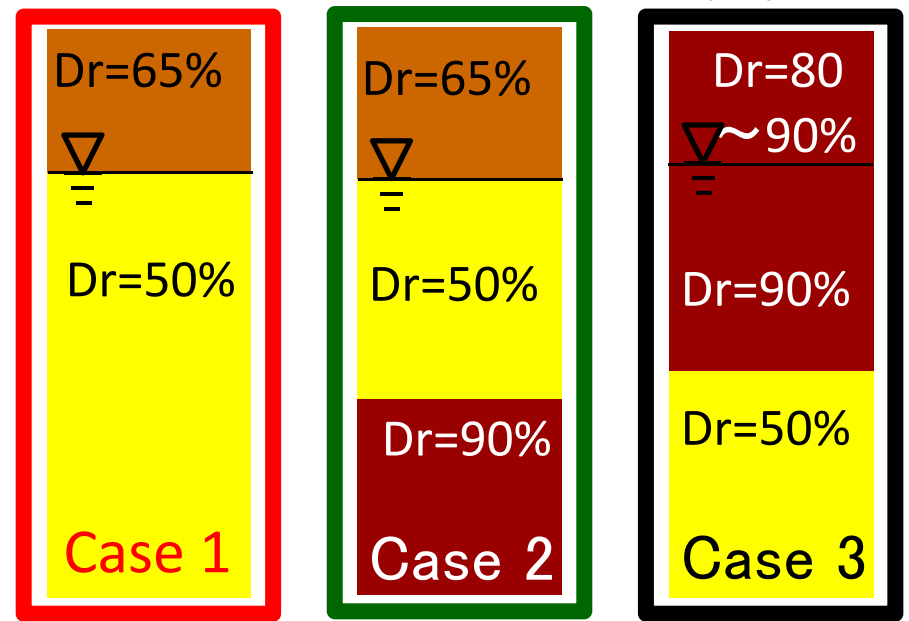 Dr=65%
Dr=50%
Case 1
Dr=65%
Dr=50%
Dr=90%
Case 2
Dr=80
~90%
Dr=90%
Dr=50%
Case 3